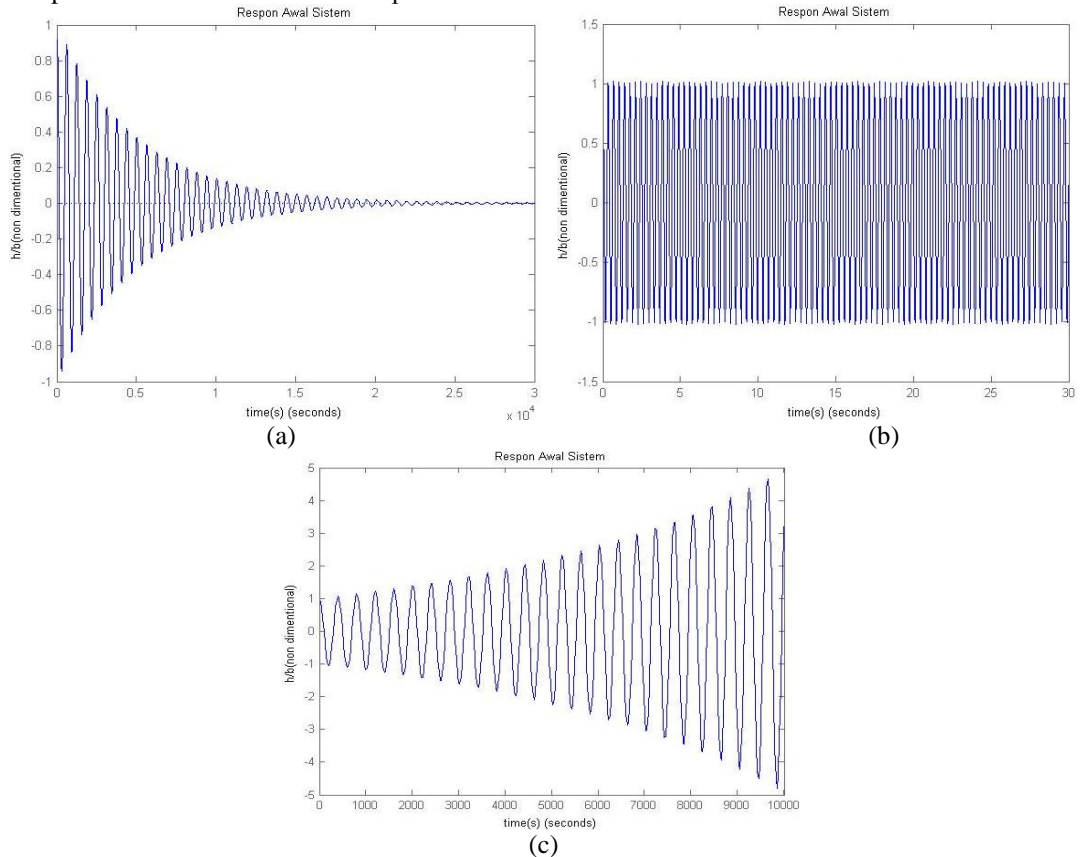 Respon Awal Sistem
h/b(non dimentional)
1
0.8
0.6
0.4
0.2
0
-0.2
-0.4
-0.6
-0.8
-1
0 0.5 1 1.5 2 2.5 3
x 10^4
time(s) (seconds)
(a)
Respon Awal Sistem
h/b(non dimentional)
1.5
1
0.5
0
-0.5
-1
-1.5
0 5 10 15 20 25 30
time(s) (seconds)
(b)
Respon Awal Sistem
h/b(non dimentional)
5
4
3
2
1
0
-1
-2
-3
-4
-5
0 1000 2000 3000 4000 5000 6000 7000 8000 9000 10000
time(s) (seconds)
(c)